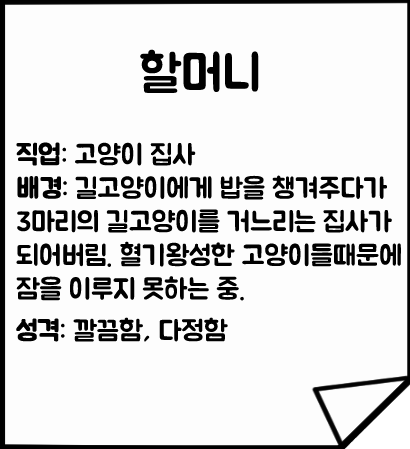 할머니
직업: 고양이 집사
배경: 길고양이에게 밥을 챙겨주다가
3마리의 길고양이를 거느리는 집사가
되어버림. 혈기왕성한 고양이들때문에
잠을 이루지 못하는 중.
성격: 깔끔함, 다정함